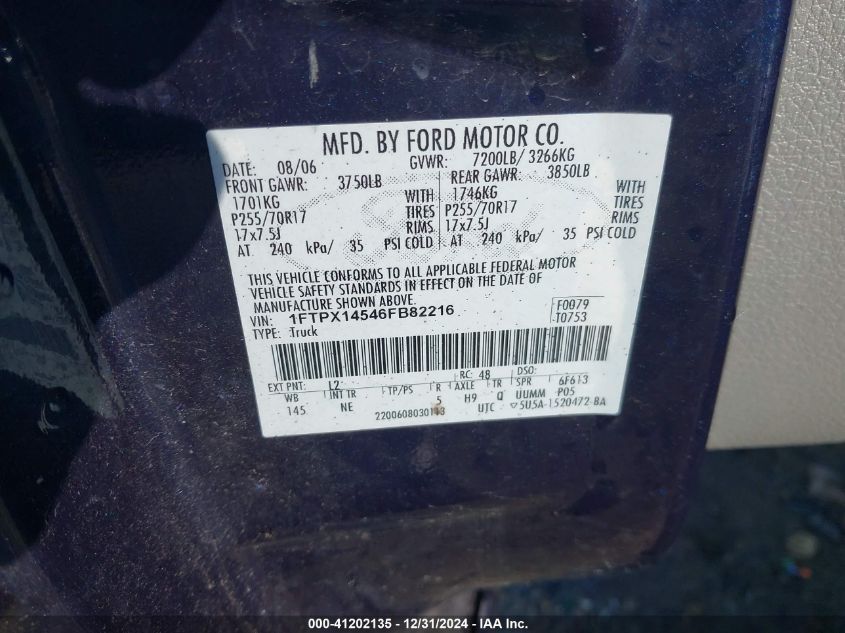 MFD. BY FORD MOTOR CO.
DATE: 08/06 GVWR: 7200LB/ 3266KG
FRONT GAWR: 3750LB REAR GAWR: 3850LB
1701KG WITH 1746KG WITH
P255/70R17 TIRES P255/70R17 TIRES
17x7.5J RIMS 17x7.5J RIMS
AT 240 kPa/ 35 PSI COLD AT 240 kPa/ 35 PSI COLD
THIS VEHICLE CONFORMS TO ALL APPLICABLE FEDERAL MOTOR
VEHICLE SAFETY STANDARDS IN EFFECT ON THE DATE OF
MANUFACTURE SHOWN ABOVE.
VIN: 1FTPX14546FB82216 F0079
TYPE: Truck T0753
EXT PNT: L2 RC: 48 DSO:
WB INT TR TP/PS R AXLE TR SPR 6F613
145 NE 5 H9 Q UUMM P05
2200608030113 UTC ▽5U5A-1520472-BA
000-41202135 - 12/31/2024 - IAA Inc.